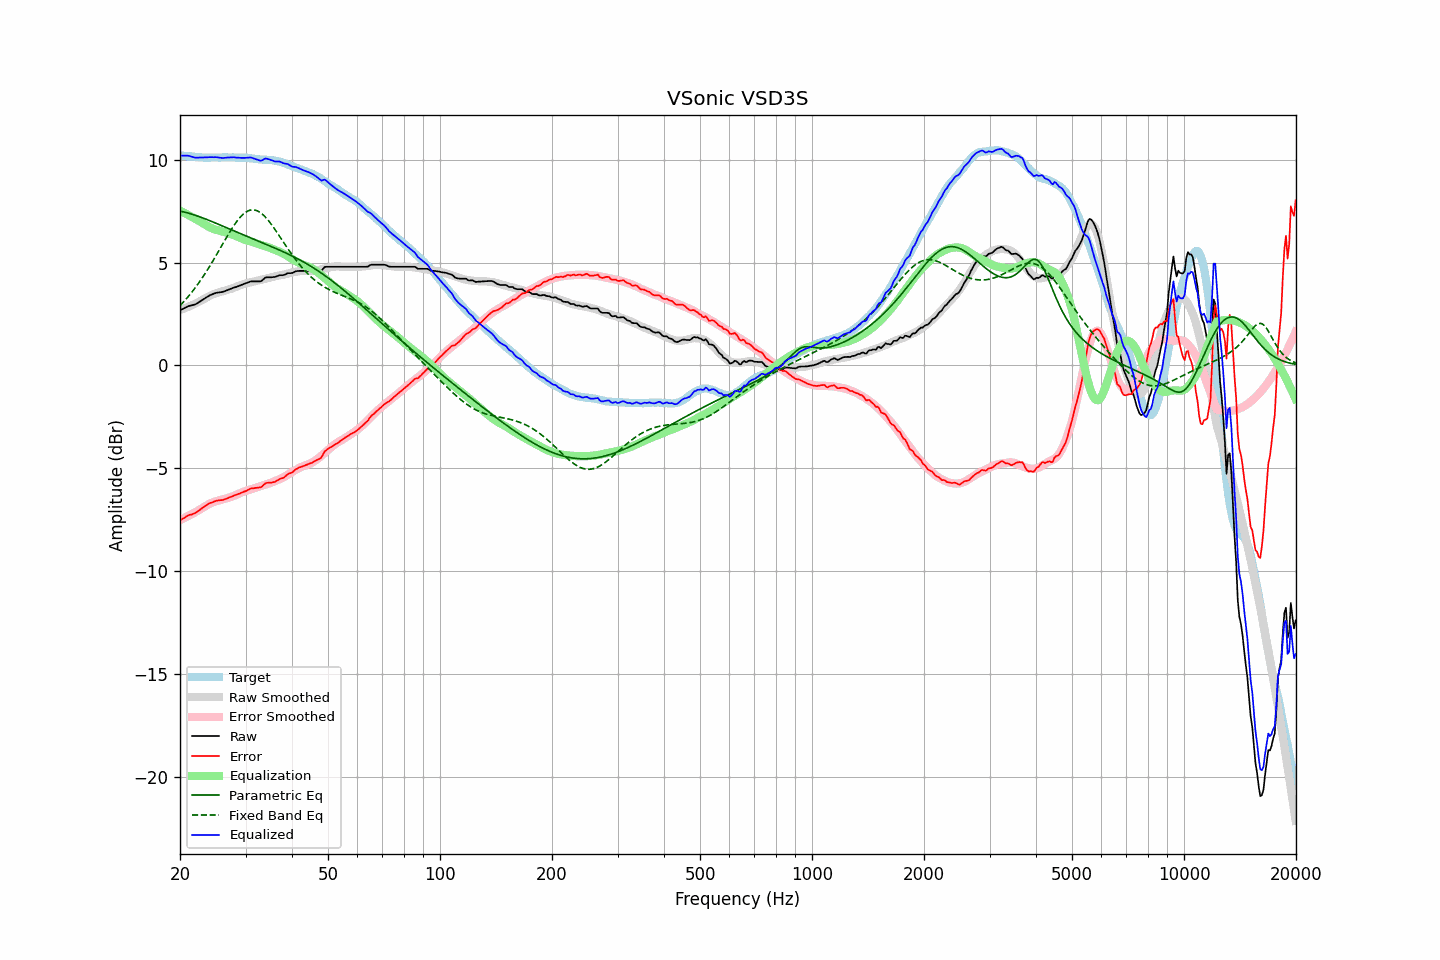 VSonic VSD3S
10
5
0
−5
−10
−15
−20
Amplitude (dBr)
Target
Raw Smoothed
Error Smoothed
Raw
Error
Equalization
Parametric Eq
Fixed Band Eq
Equalized
20 50 100 200 500 1000 2000 5000 10000 20000
Frequency (Hz)